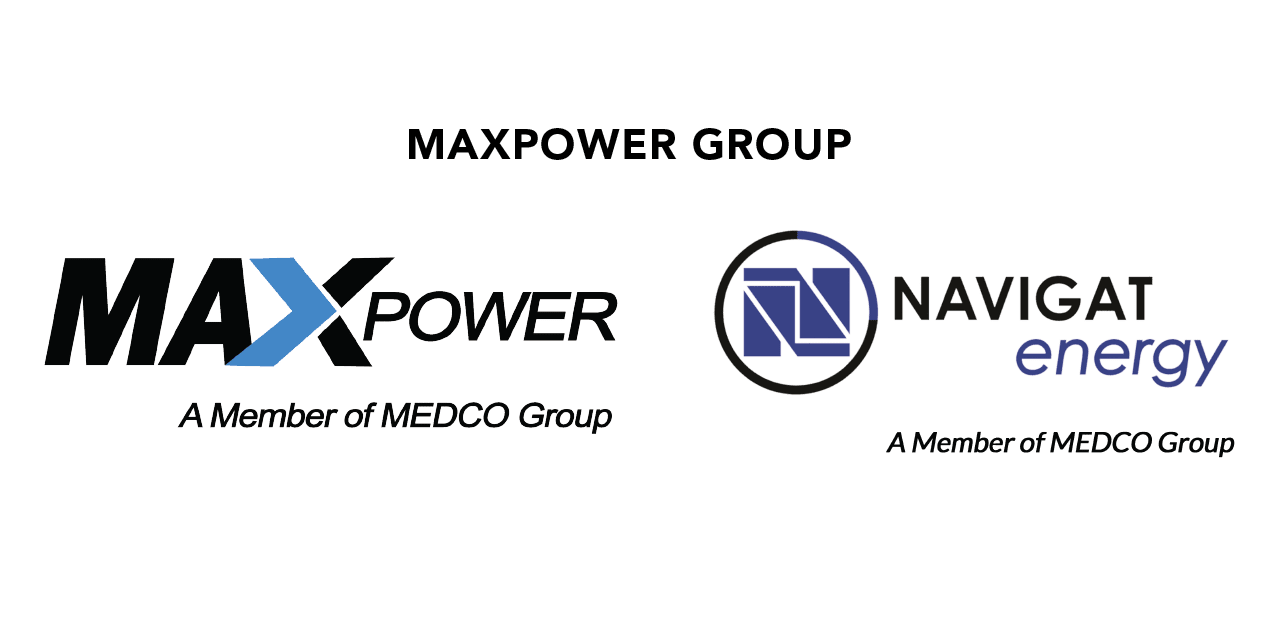 MAXPOWER GROUP
MAXPOWER
A Member of MEDCO Group
NAVIGAT
energy
A Member of MEDCO Group